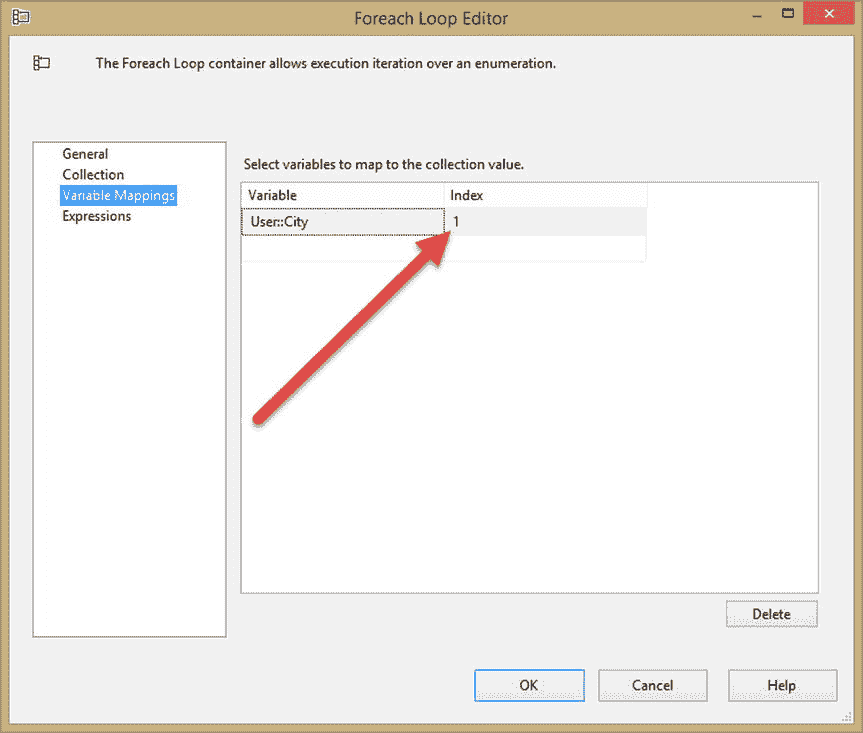 Foreach Loop Editor
The Foreach Loop container allows execution iteration over an enumeration.
General
Collection
Variable Mappings
Expressions
Select variables to map to the collection value.
Variable Index
User::City 1
Delete
OK Cancel Help